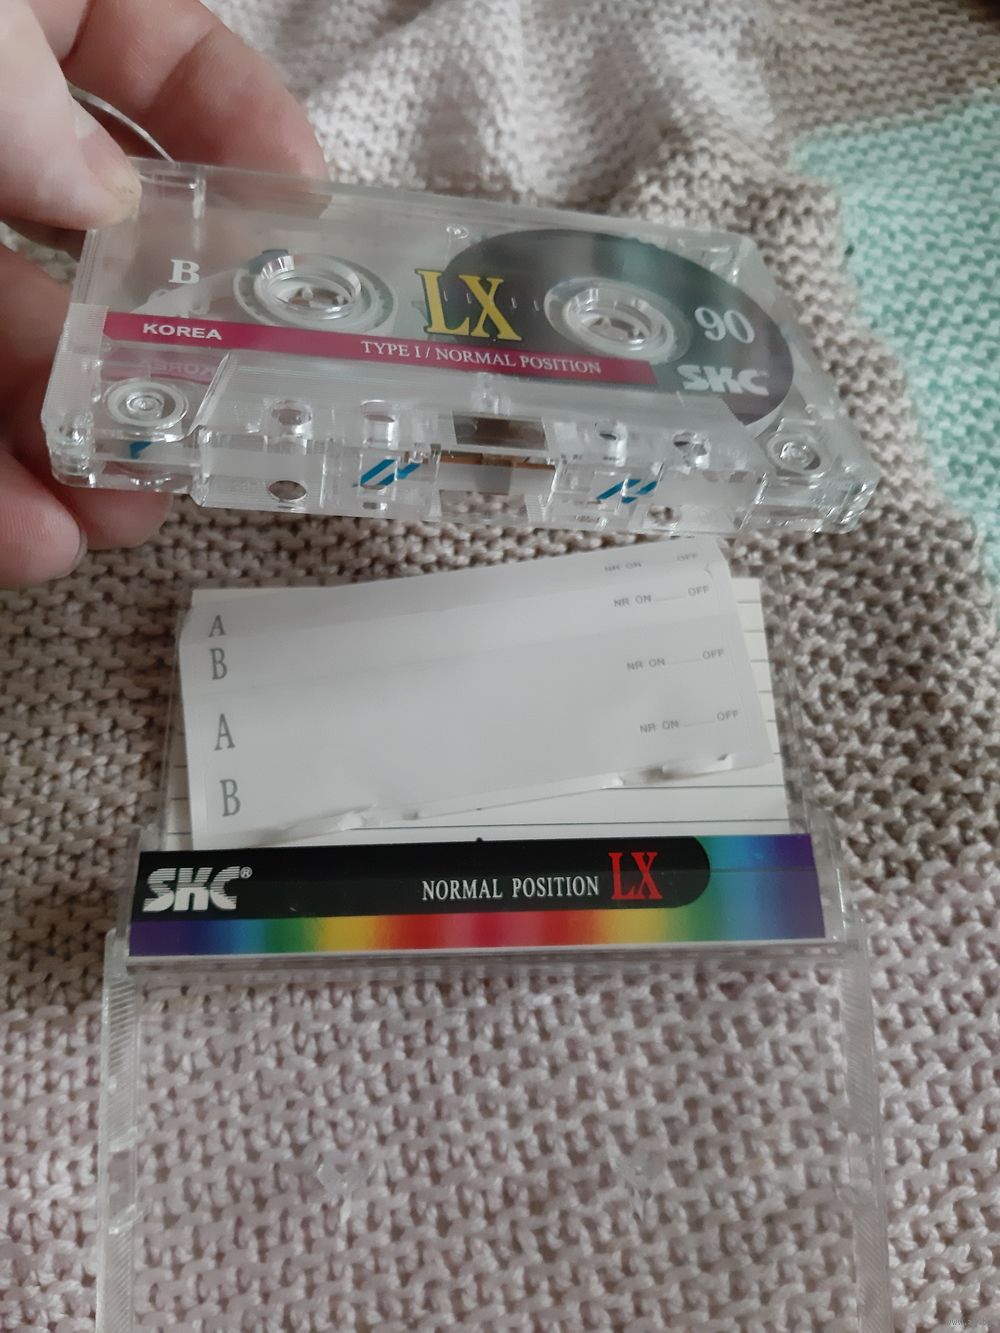 B
LX
90
KOREA
TYPE I / NORMAL POSITION
SKC
NR ON OFF
A NR ON OFF
B NR ON OFF
A NR ON OFF
B
SKC® NORMAL POSITION LX